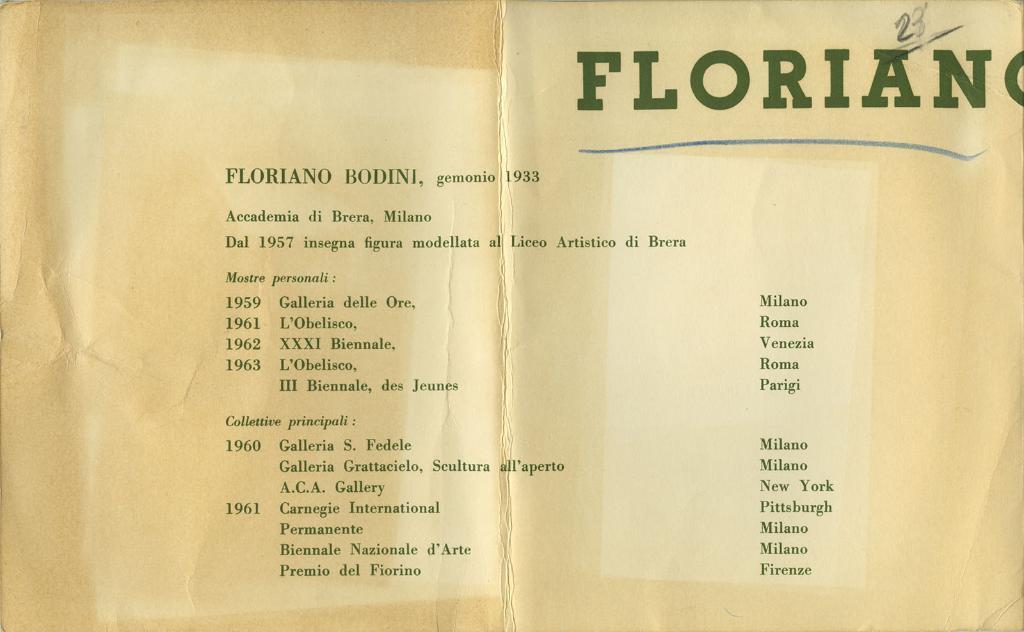 23
FLORIANO
FLORIANO BODINI, gemonio 1933
Accademia di Brera, Milano
Dal 1957 insegna figura modellata al Liceo Artistico di Brera
Mostre personali :
1959 Galleria delle Ore, Milano
1961 L'Obelisco, Roma
1962 XXXI Biennale, Venezia
1963 L'Obelisco, Roma
III Biennale, des Jeunes Parigi
Collettive principali :
1960 Galleria S. Fedele Milano
Galleria Grattacielo, Scultura all'aperto Milano
A.C.A. Gallery New York
1961 Carnegie International Pittsburgh
Permanente Milano
Biennale Nazionale d'Arte Milano
Premio del Fiorino Firenze